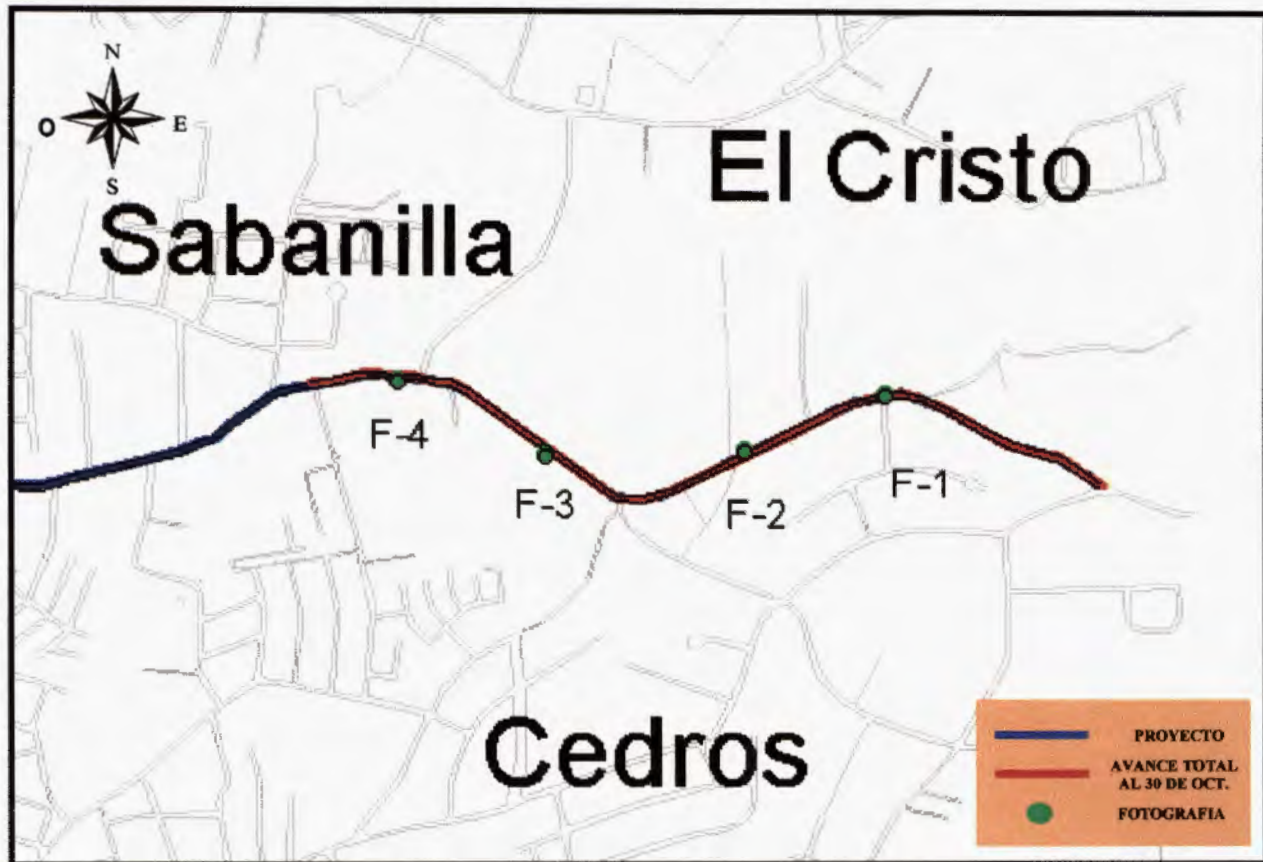 N
O E
S
El Cristo
Sabanilla
F-4
F-3
F-2
F-1
Cedros
PROYECTO
AVANCE TOTAL
AL 30 DE OCT.
FOTOGRAFIA